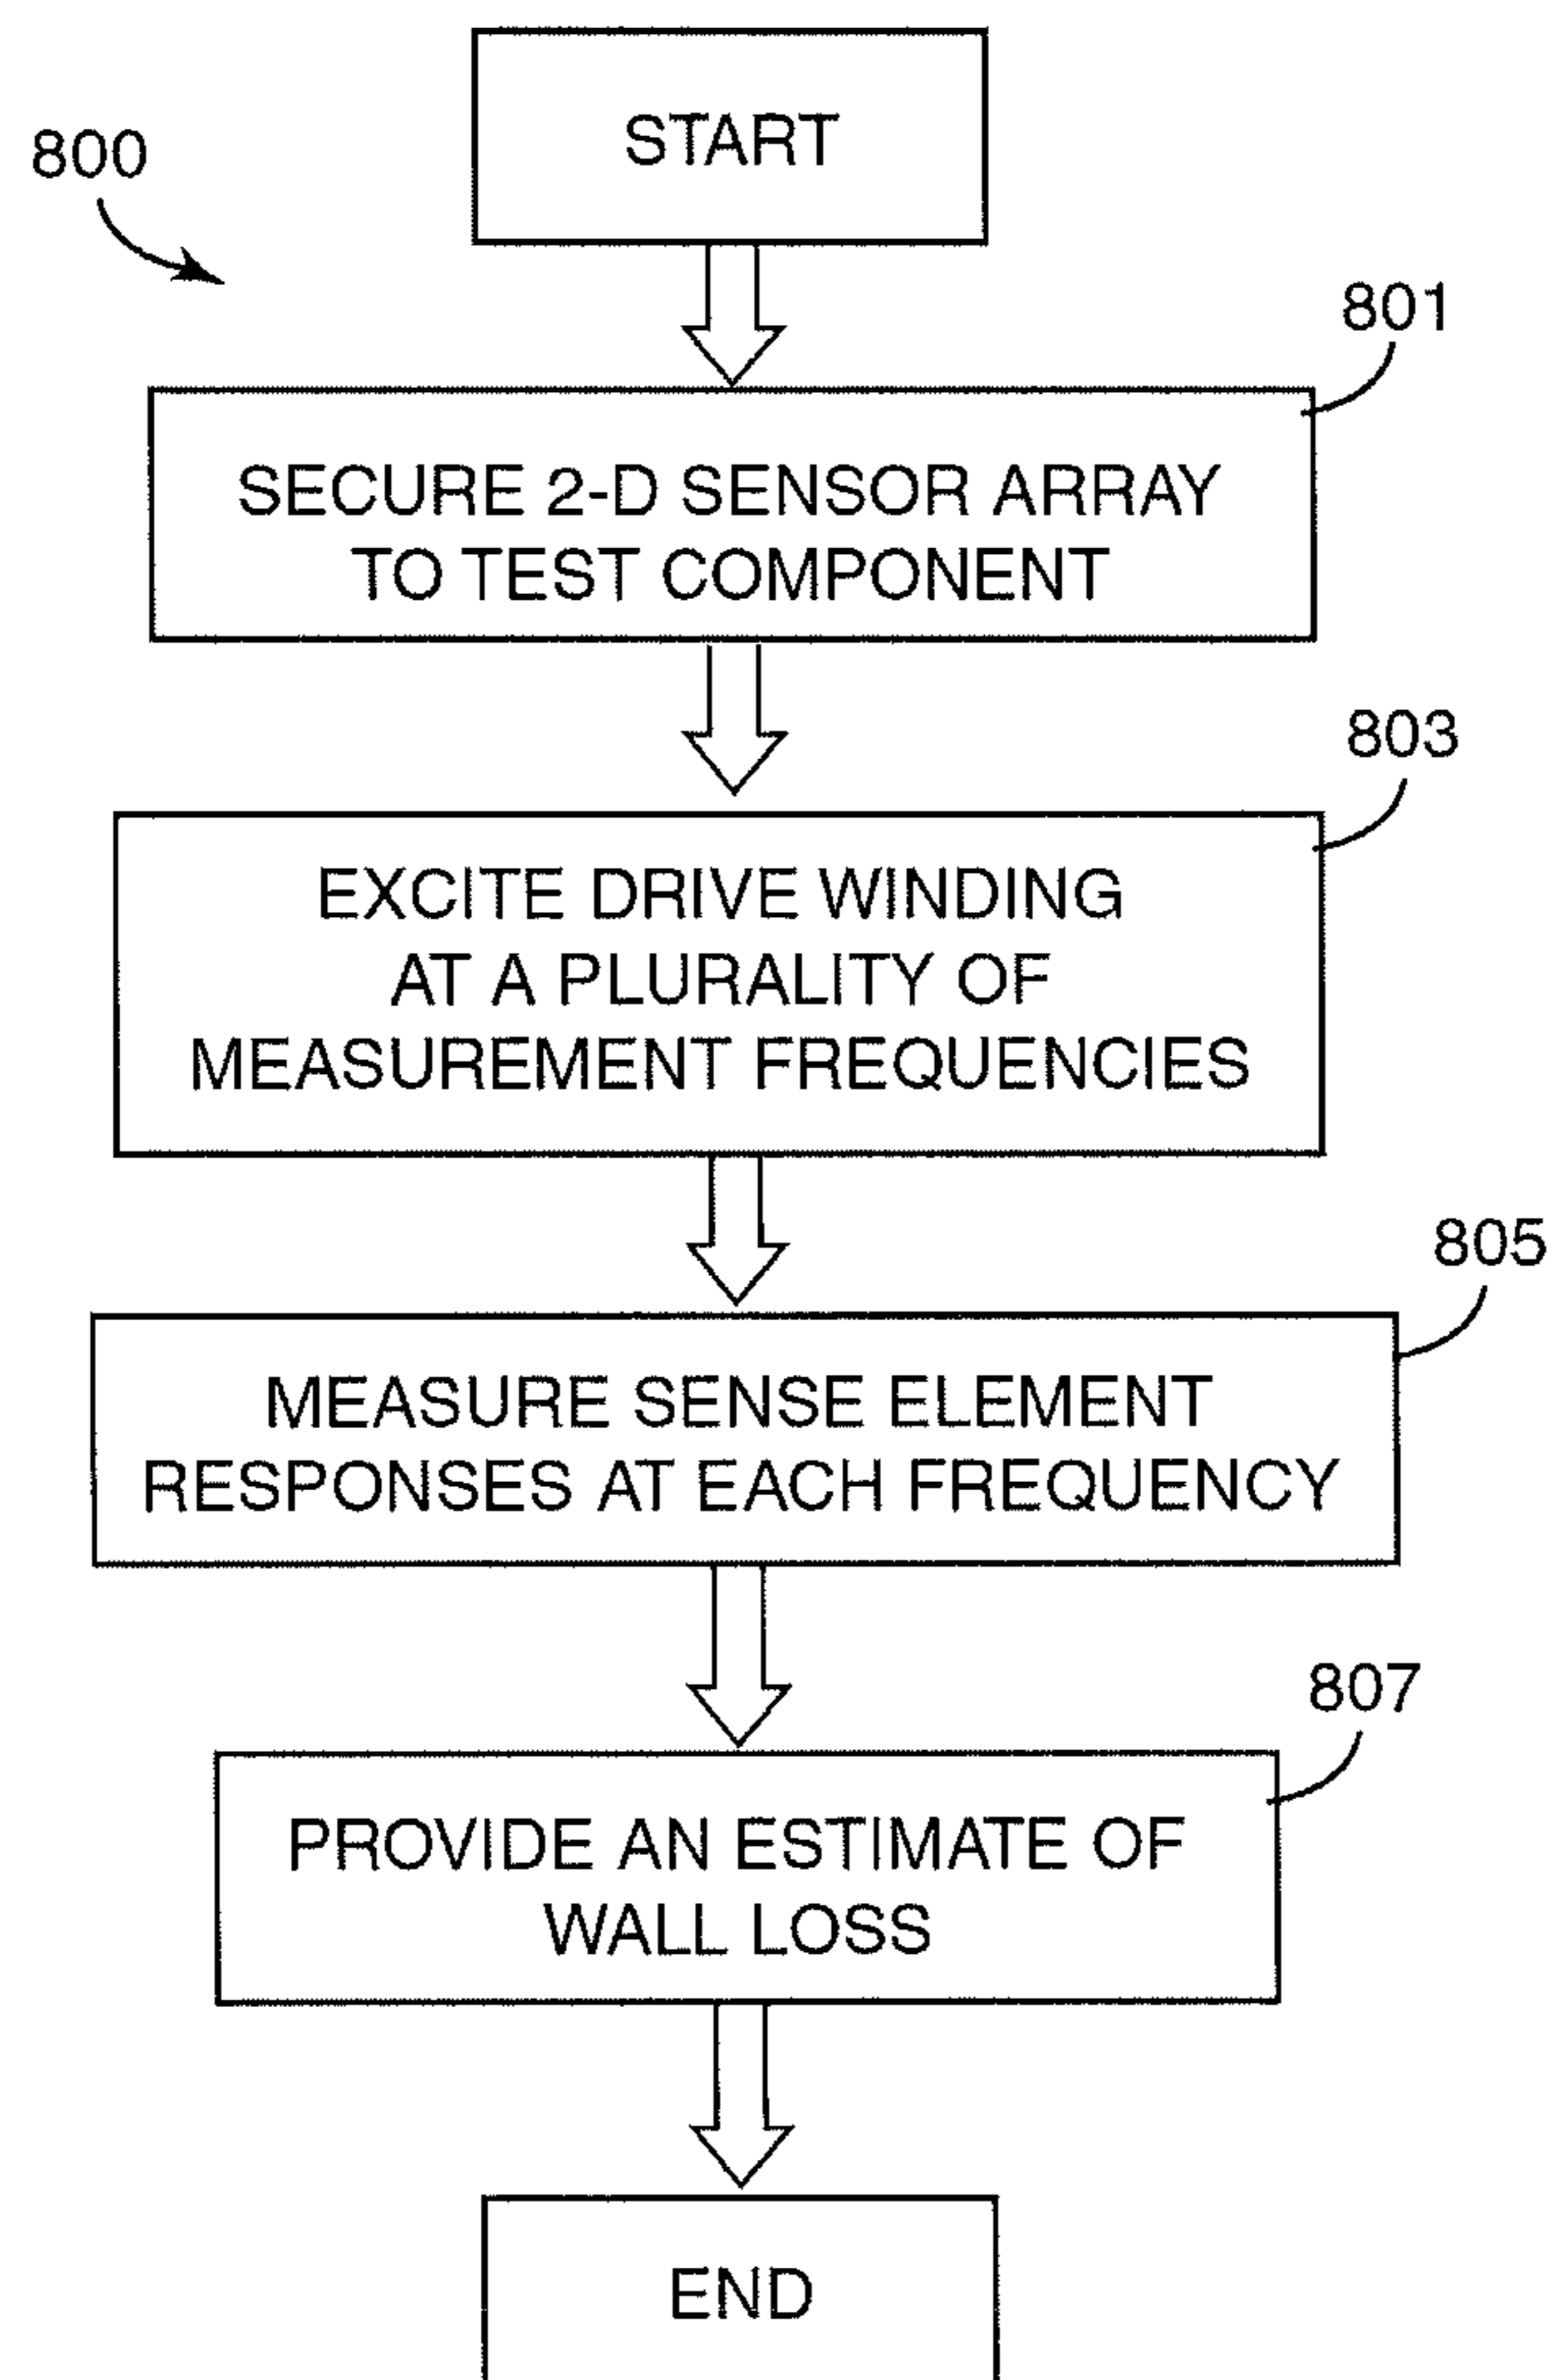 START
800
801
SECURE 2-D SENSOR ARRAY
TO TEST COMPONENT
803
EXCITE DRIVE WINDING
AT A PLURALITY OF
MEASUREMENT FREQUENCIES
805
MEASURE SENSE ELEMENT
RESPONSES AT EACH FREQUENCY
807
PROVIDE AN ESTIMATE OF
WALL LOSS
END